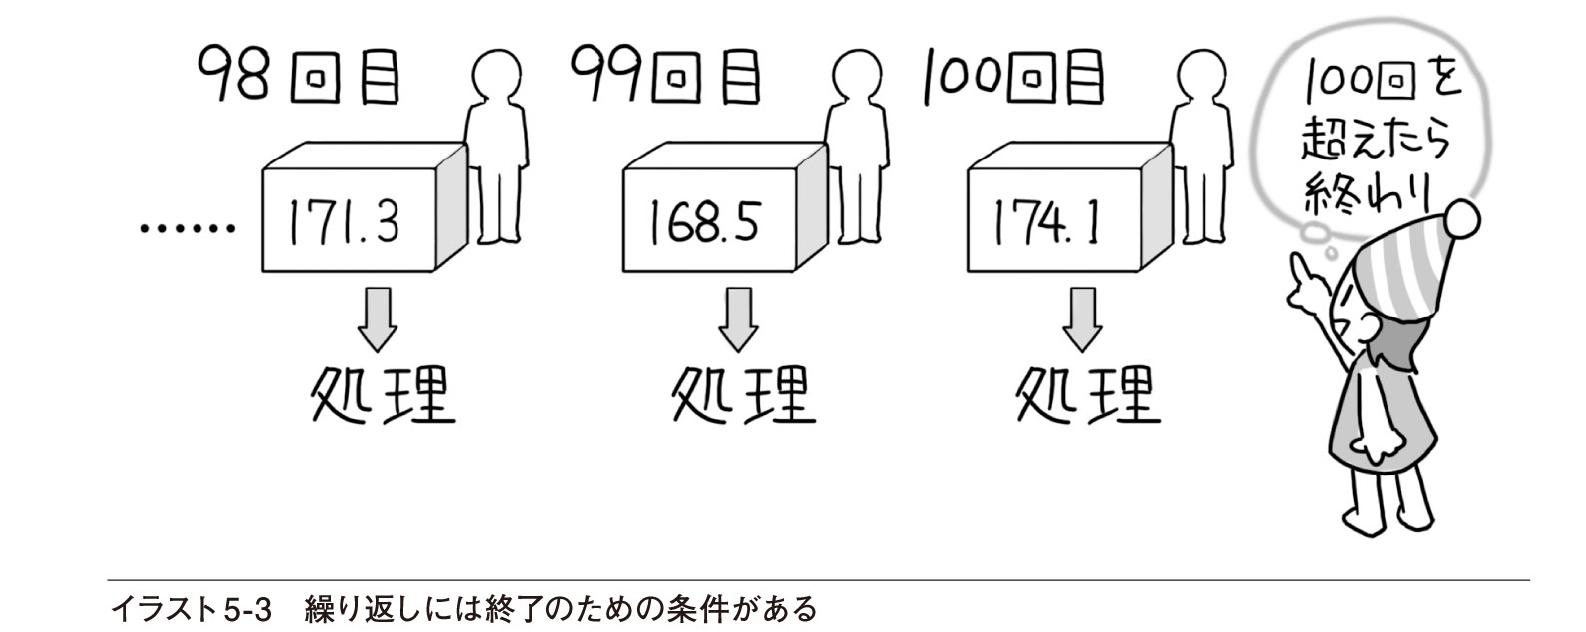 98回目
99回目
100回目
100回を
超えたら
終わり
……
171.3
168.5
174.1
処理
処理
処理
イラスト5-3　繰り返しには終了のための条件がある